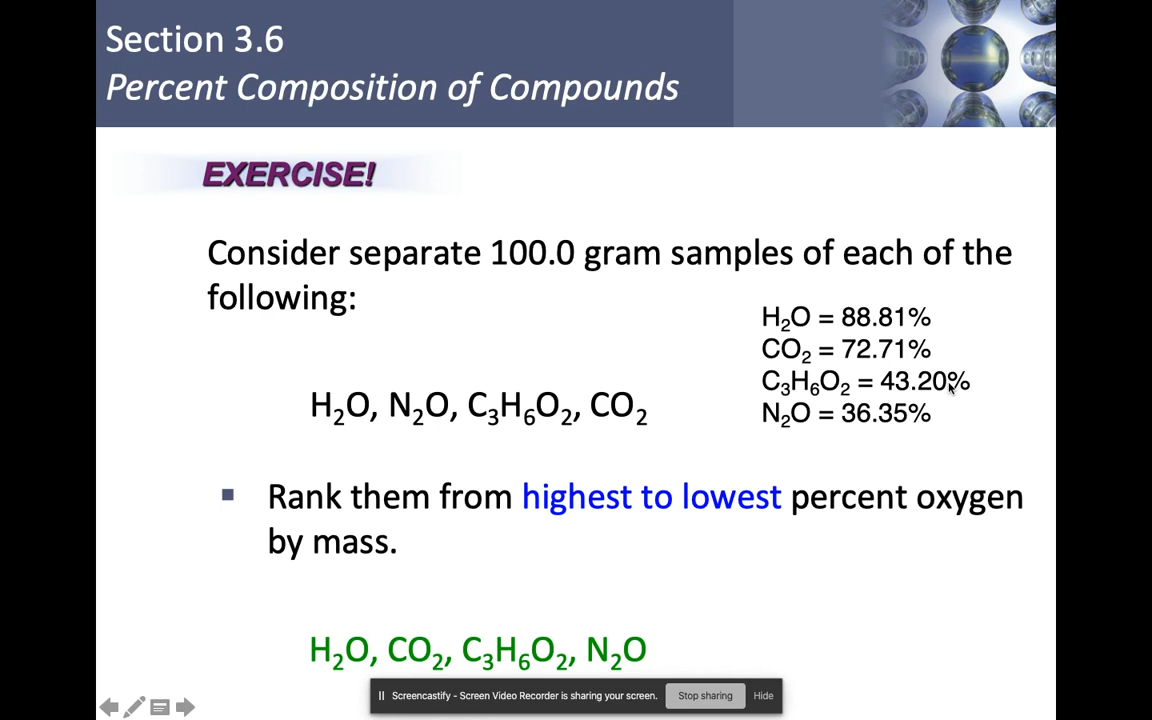 Section 3.6
Percent Composition of Compounds
EXERCISE!
Consider separate 100.0 gram samples of each of the
following:
H₂O = 88.81%
CO₂ = 72.71%
C₃H₆O₂ = 43.20%
N₂O = 36.35%
H₂O, N₂O, C₃H₆O₂, CO₂
▪ Rank them from highest to lowest percent oxygen
by mass.
H₂O, CO₂, C₃H₆O₂, N₂O
Screencastify - Screen Video Recorder is sharing your screen. Stop sharing Hide